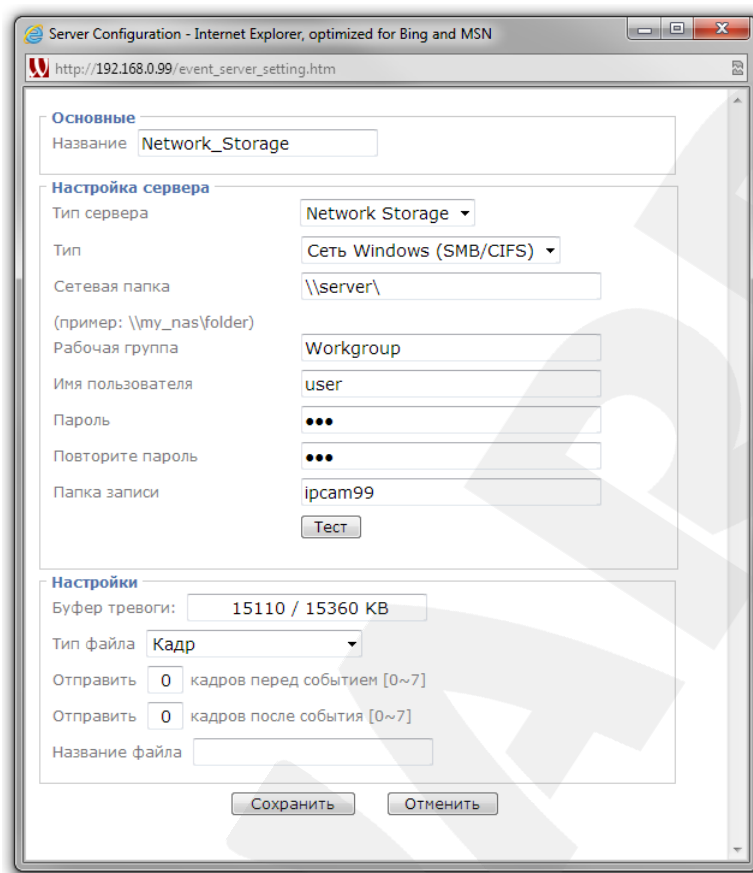 Server Configuration - Internet Explorer, optimized for Bing and MSN
http://192.168.0.99/event_server_setting.htm
Основные
Название Network_Storage
Настройка сервера
Тип сервера Network Storage
Тип Сеть Windows (SMB/CIFS)
Сетевая папка \\server\
(пример: \\my_nas\folder)
Рабочая группа Workgroup
Имя пользователя user
Пароль •••
Повторите пароль •••
Папка записи ipcam99
Тест
Настройки
Буфер тревоги: 15110 / 15360 KB
Тип файла Кадр
Отправить 0 кадров перед событием [0~7]
Отправить 0 кадров после события [0~7]
Название файла
Сохранить Отменить